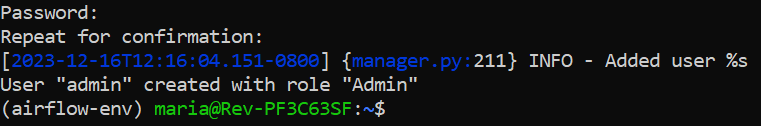 Password:
Repeat for confirmation:
[2023-12-16T12:16:04.151-0800] {manager.py:211} INFO - Added user %s
User "admin" created with role "Admin"
(airflow-env) maria@Rev-PF3C63SF:~$